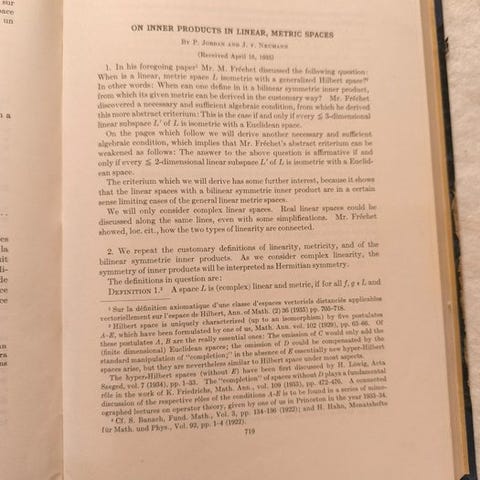 sur
pace
un
n a
es
la
uit
li-
de
ra
ns
ON INNER PRODUCTS IN LINEAR, METRIC SPACES
BY P. JORDAN AND J. V. NEUMANN
(Received April 16, 1935)
1. In his foregoing paper¹ Mr. M. Fréchet discussed the following question:
When is a linear, metric space L isometric with a generalized Hilbert space?²
In other words: When can one define in it a bilinear symmetric inner product,
from which its given metric can be derived in the customary way? Mr. Fréchet
discovered a necessary and sufficient algebraic condition, from which he derived
this more abstract criterium: This is the case if and only if every ≦ 3-dimensional
linear subspace L' of L is isometric with a Euclidean space.
On the pages which follow we will derive another necessary and sufficient
algebraic condition, which implies that Mr. Fréchet's abstract criterium can be
weakened as follows: The answer to the above question is affirmative if and
only if every ≦ 2-dimensional linear subspace L' of L is isometric with a Euclid-
ean space.
The criterium which we will derive has some further interest, because it shows
that the linear spaces with a bilinear symmetric inner product are in a certain
sense limiting cases of the general linear metric spaces.
We will only consider complex linear spaces. Real linear spaces could be
discussed along the same lines, even with some simplifications. Mr. Fréchet
showed, loc. cit., how the two types of linearity are connected.
2. We repeat the customary definitions of linearity, metricity, and of the
bilinear symmetric inner products. As we consider complex linearity, the
symmetry of inner products will be interpreted as Hermitian symmetry.
The definitions in question are:
DEFINITION 1.³ A space L is (complex) linear and metric, if for all f, g ϵ L and
¹ Sur la définition axiomatique d'une classe d'espaces vectoriels distanciés applicables
vectoriellement sur l'espace de Hilbert, Ann. of Math. (2) 36 (1935) pp. 705–718.
² Hilbert space is uniquely characterized (up to an isomorphism) by five postulates
A-E, which have been formulated by one of us, Math. Ann. vol. 102 (1929), pp. 65-66. Of
these postulates A, B are the really essential ones: The omission of C would only add the
(finite dimensional) Euclidean spaces; the omission of D could be compensated by the
standard manipulations of "completion;" in the absence of E essentially new hyper-Hilbert
spaces arise, but they are nevertheless similar to Hilbert space under most aspects.
The hyper-Hilbert spaces (without E) have been first discussed by H. Löwig, Acta
Szeged, vol. 7 (1934), pp. 1–33. The "completion" of spaces without D plays a fundamental
rôle in the work of K. Friedrichs, Math. Ann., vol. 109 (1933), pp. 472-476. A connected
discussion of the respective rôles of the conditions A-E is to be found in a series of mime-
ographed lectures on operator theory, given by one of us in Princeton in the year 1933-34.
³ Cf. S. Banach, Fund. Math., Vol. 3, pp. 134-136 (1922); and H. Hahn, Monatshefte
für Math. und Phys., Vol. 32, pp. 1-4 (1922).
719